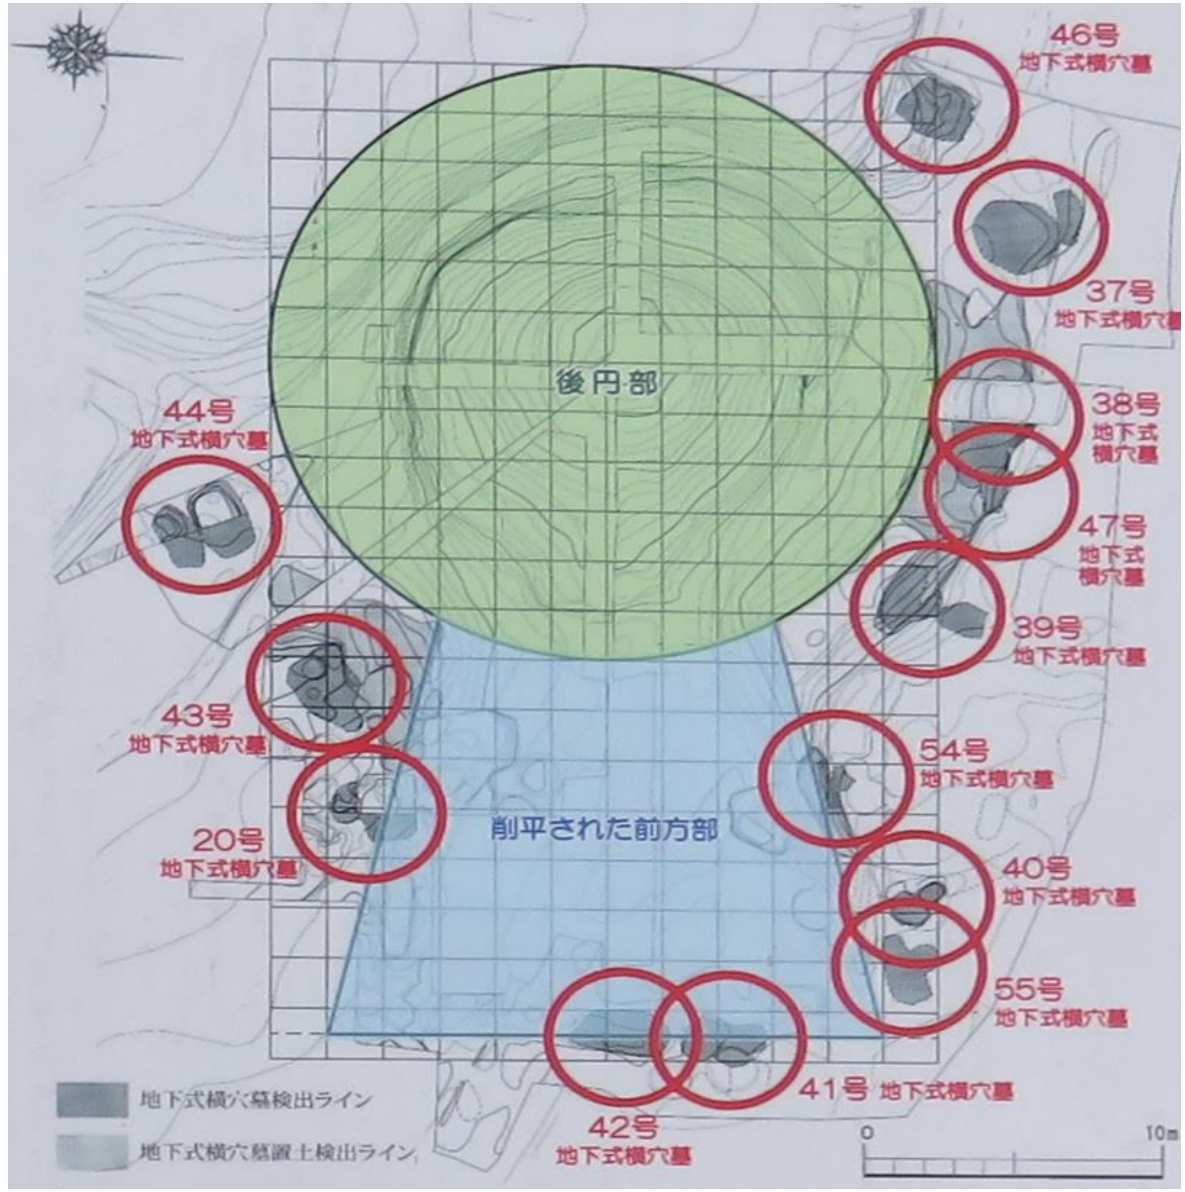 46号
地下式横穴墓
37号
地下式横穴墓
後円部
44号
地下式横穴墓
38号
地下式
横穴墓
47号
地下式
横穴墓
39号
地下式横穴墓
43号
地下式横穴墓
54号
地下式横穴墓
20号
地下式横穴墓
削平された前方部
40号
地下式横穴墓
55号
地下式横穴墓
41号 地下式横穴墓
42号
地下式横穴墓
地下式横穴墓検出ライン
地下式横穴墓置土検出ライン
0 10m